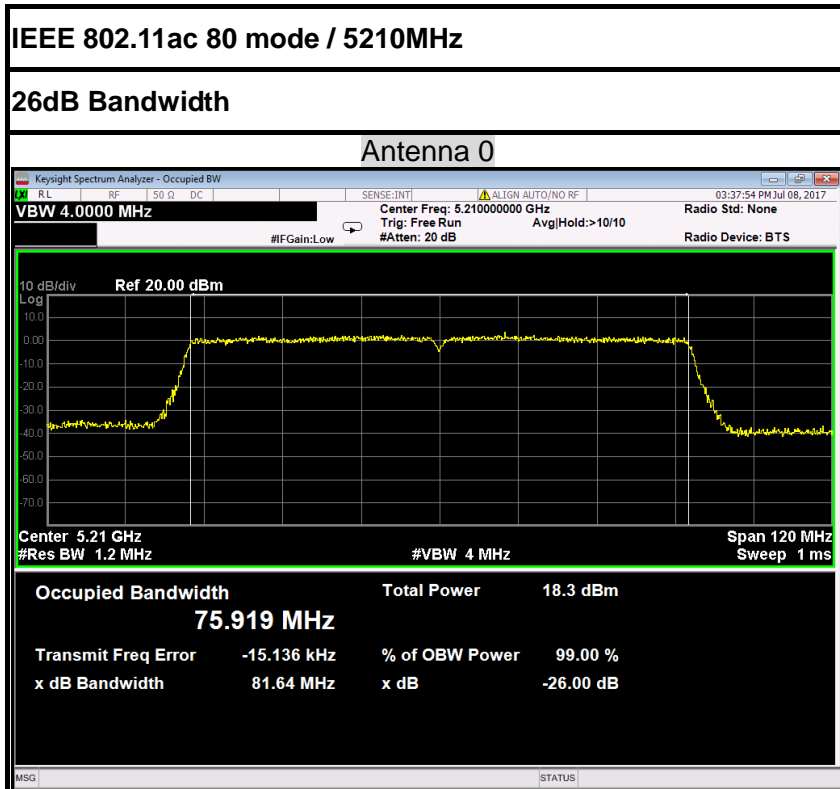 IEEE 802.11ac 80 mode / 5210MHz
26dB Bandwidth
Antenna 0
Keysight Spectrum Analyzer - Occupied BW
LXI RL RF 50 Ω DC SENSE:INT ALIGN AUTO/NO RF 03:37:54 PM Jul 08, 2017
VBW 4.0000 MHz Center Freq: 5.210000000 GHz Radio Std: None
Trig: Free Run Avg|Hold:>10/10
#IFGain:Low #Atten: 20 dB Radio Device: BTS
10 dB/div Ref 20.00 dBm
Log
10.0
0.00
-10.0
-20.0
-30.0
-40.0
-50.0
-60.0
-70.0
Center 5.21 GHz Span 120 MHz
#Res BW 1.2 MHz #VBW 4 MHz Sweep 1 ms
Occupied Bandwidth Total Power 18.3 dBm
75.919 MHz
Transmit Freq Error -15.136 kHz % of OBW Power 99.00 %
x dB Bandwidth 81.64 MHz x dB -26.00 dB
MSG STATUS